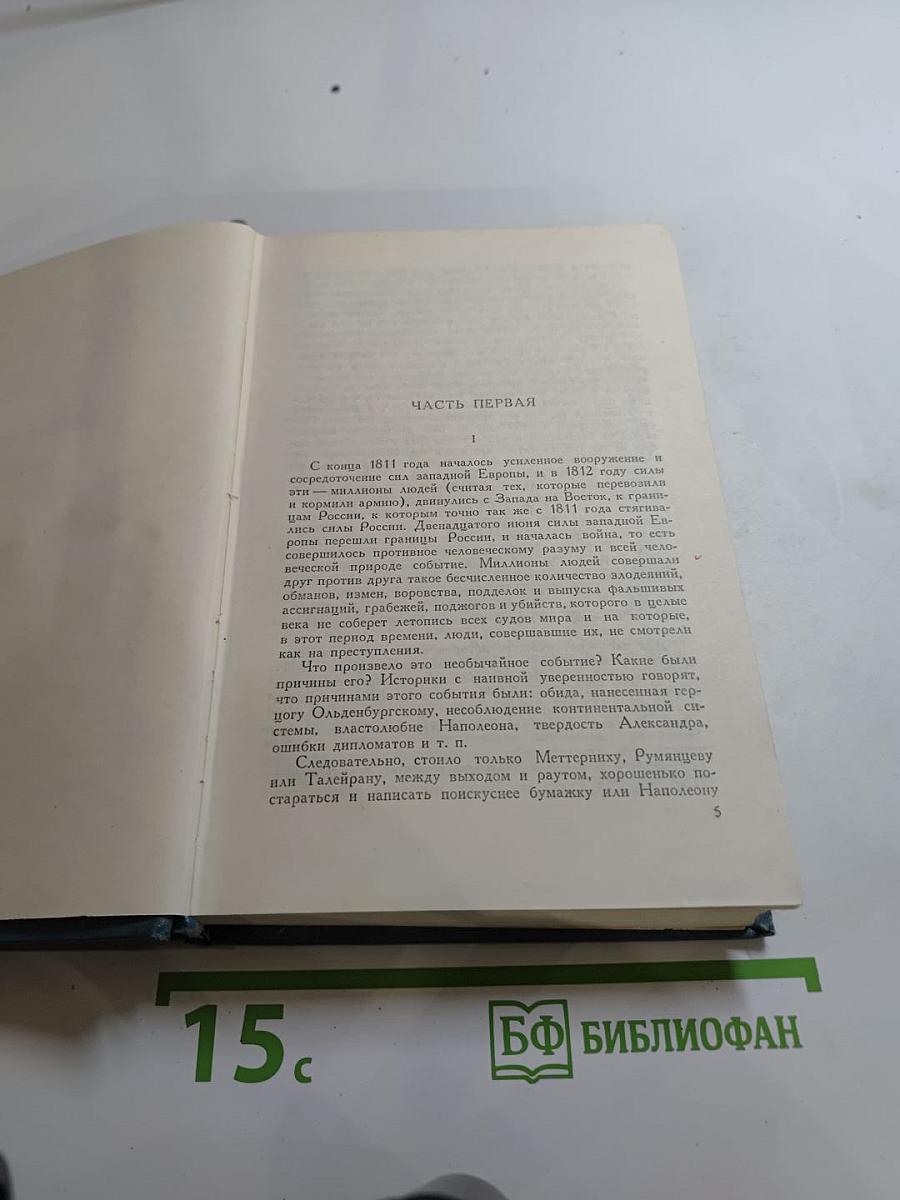 ЧАСТЬ ПЕРВАЯ
I
С конца 1811 года началось усиленное вооружение и
сосредоточение сил западной Европы, и в 1812 году силы
эти — миллионы людей (считая тех, которые перевозили
и кормили армию), двинулись с Запада на Восток, к грани-
цам России, к которым точно так же с 1811 года стягива-
лись силы России. Двенадцатого июня силы западной Ев-
ропы перешли границы России, и началась война, то есть
совершилось противное человеческому разуму и всей чело-
веческой природе событие. Миллионы людей совершали
друг против друга такое бесчисленное количество злодеяний,
обманов, измен, воровства, подделок и выпуска фальшивых
ассигнаций, грабежей, поджогов и убийств, которого в целые
века не соберет летопись всех судов мира и на которые,
в этот период времени, люди, совершавшие их, не смотрели
как на преступления.
Что произвело это необычайное событие? Какие были
причины его? Историки с наивной уверенностью говорят,
что причинами этого события были: обида, нанесенная гер-
цогу Ольденбургскому, несоблюдение континентальной си-
стемы, властолюбие Наполеона, твердость Александра,
ошибки дипломатов и т. п.
Следовательно, стоило только Меттерниху, Румянцеву
или Талейрану, между выходом и раутом, хорошенько по-
стараться и написать поискуснее бумажку или Наполеону
5
15 с
БФ БИБЛИОФАН